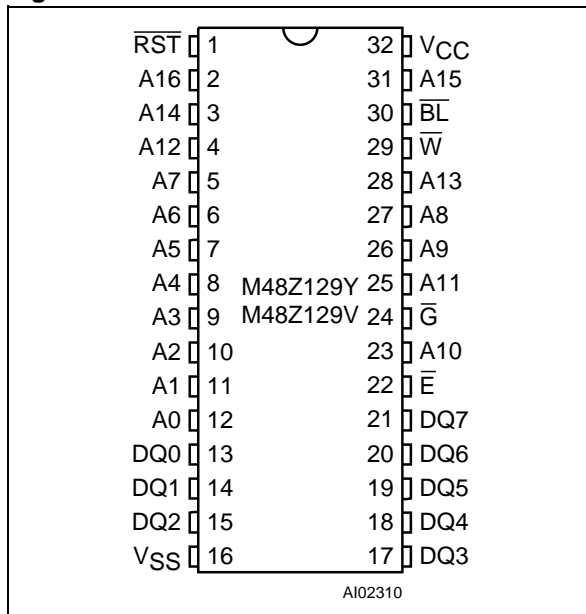 R̅S̅T̅ 1 32 VCC
A16 2 31 A15
A14 3 30 B̅L̅
A12 4 29 W̅
A7 5 28 A13
A6 6 27 A8
A5 7 26 A9
A4 8 M48Z129Y 25 A11
A3 9 M48Z129V 24 G̅
A2 10 23 A10
A1 11 22 E̅
A0 12 21 DQ7
DQ0 13 20 DQ6
DQ1 14 19 DQ5
DQ2 15 18 DQ4
VSS 16 17 DQ3
AI02310